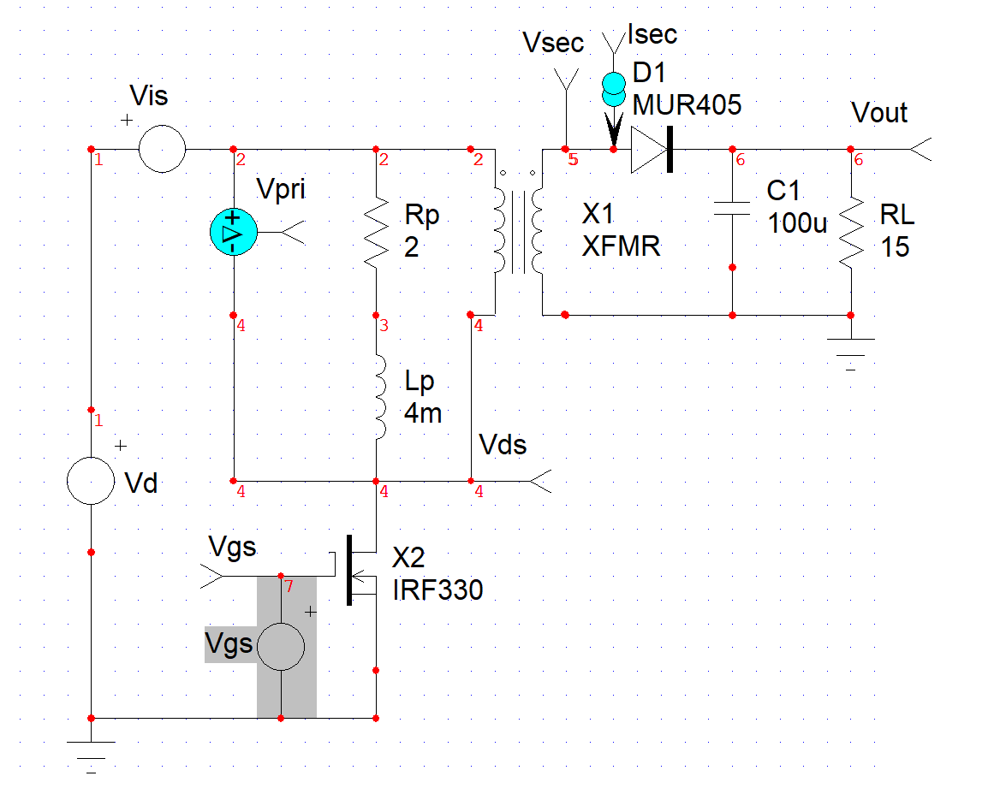 Isec
Vsec
D1
MUR405
Vis
+
Vout
1
2
2
2
5
6
6
Vpri
+
-
Rp
2
X1
XFMR
C1
100u
RL
15
4
3
4
Lp
4m
1
+
Vd
Vds
4
4
4
Vgs
X2
IRF330
7
+
Vgs